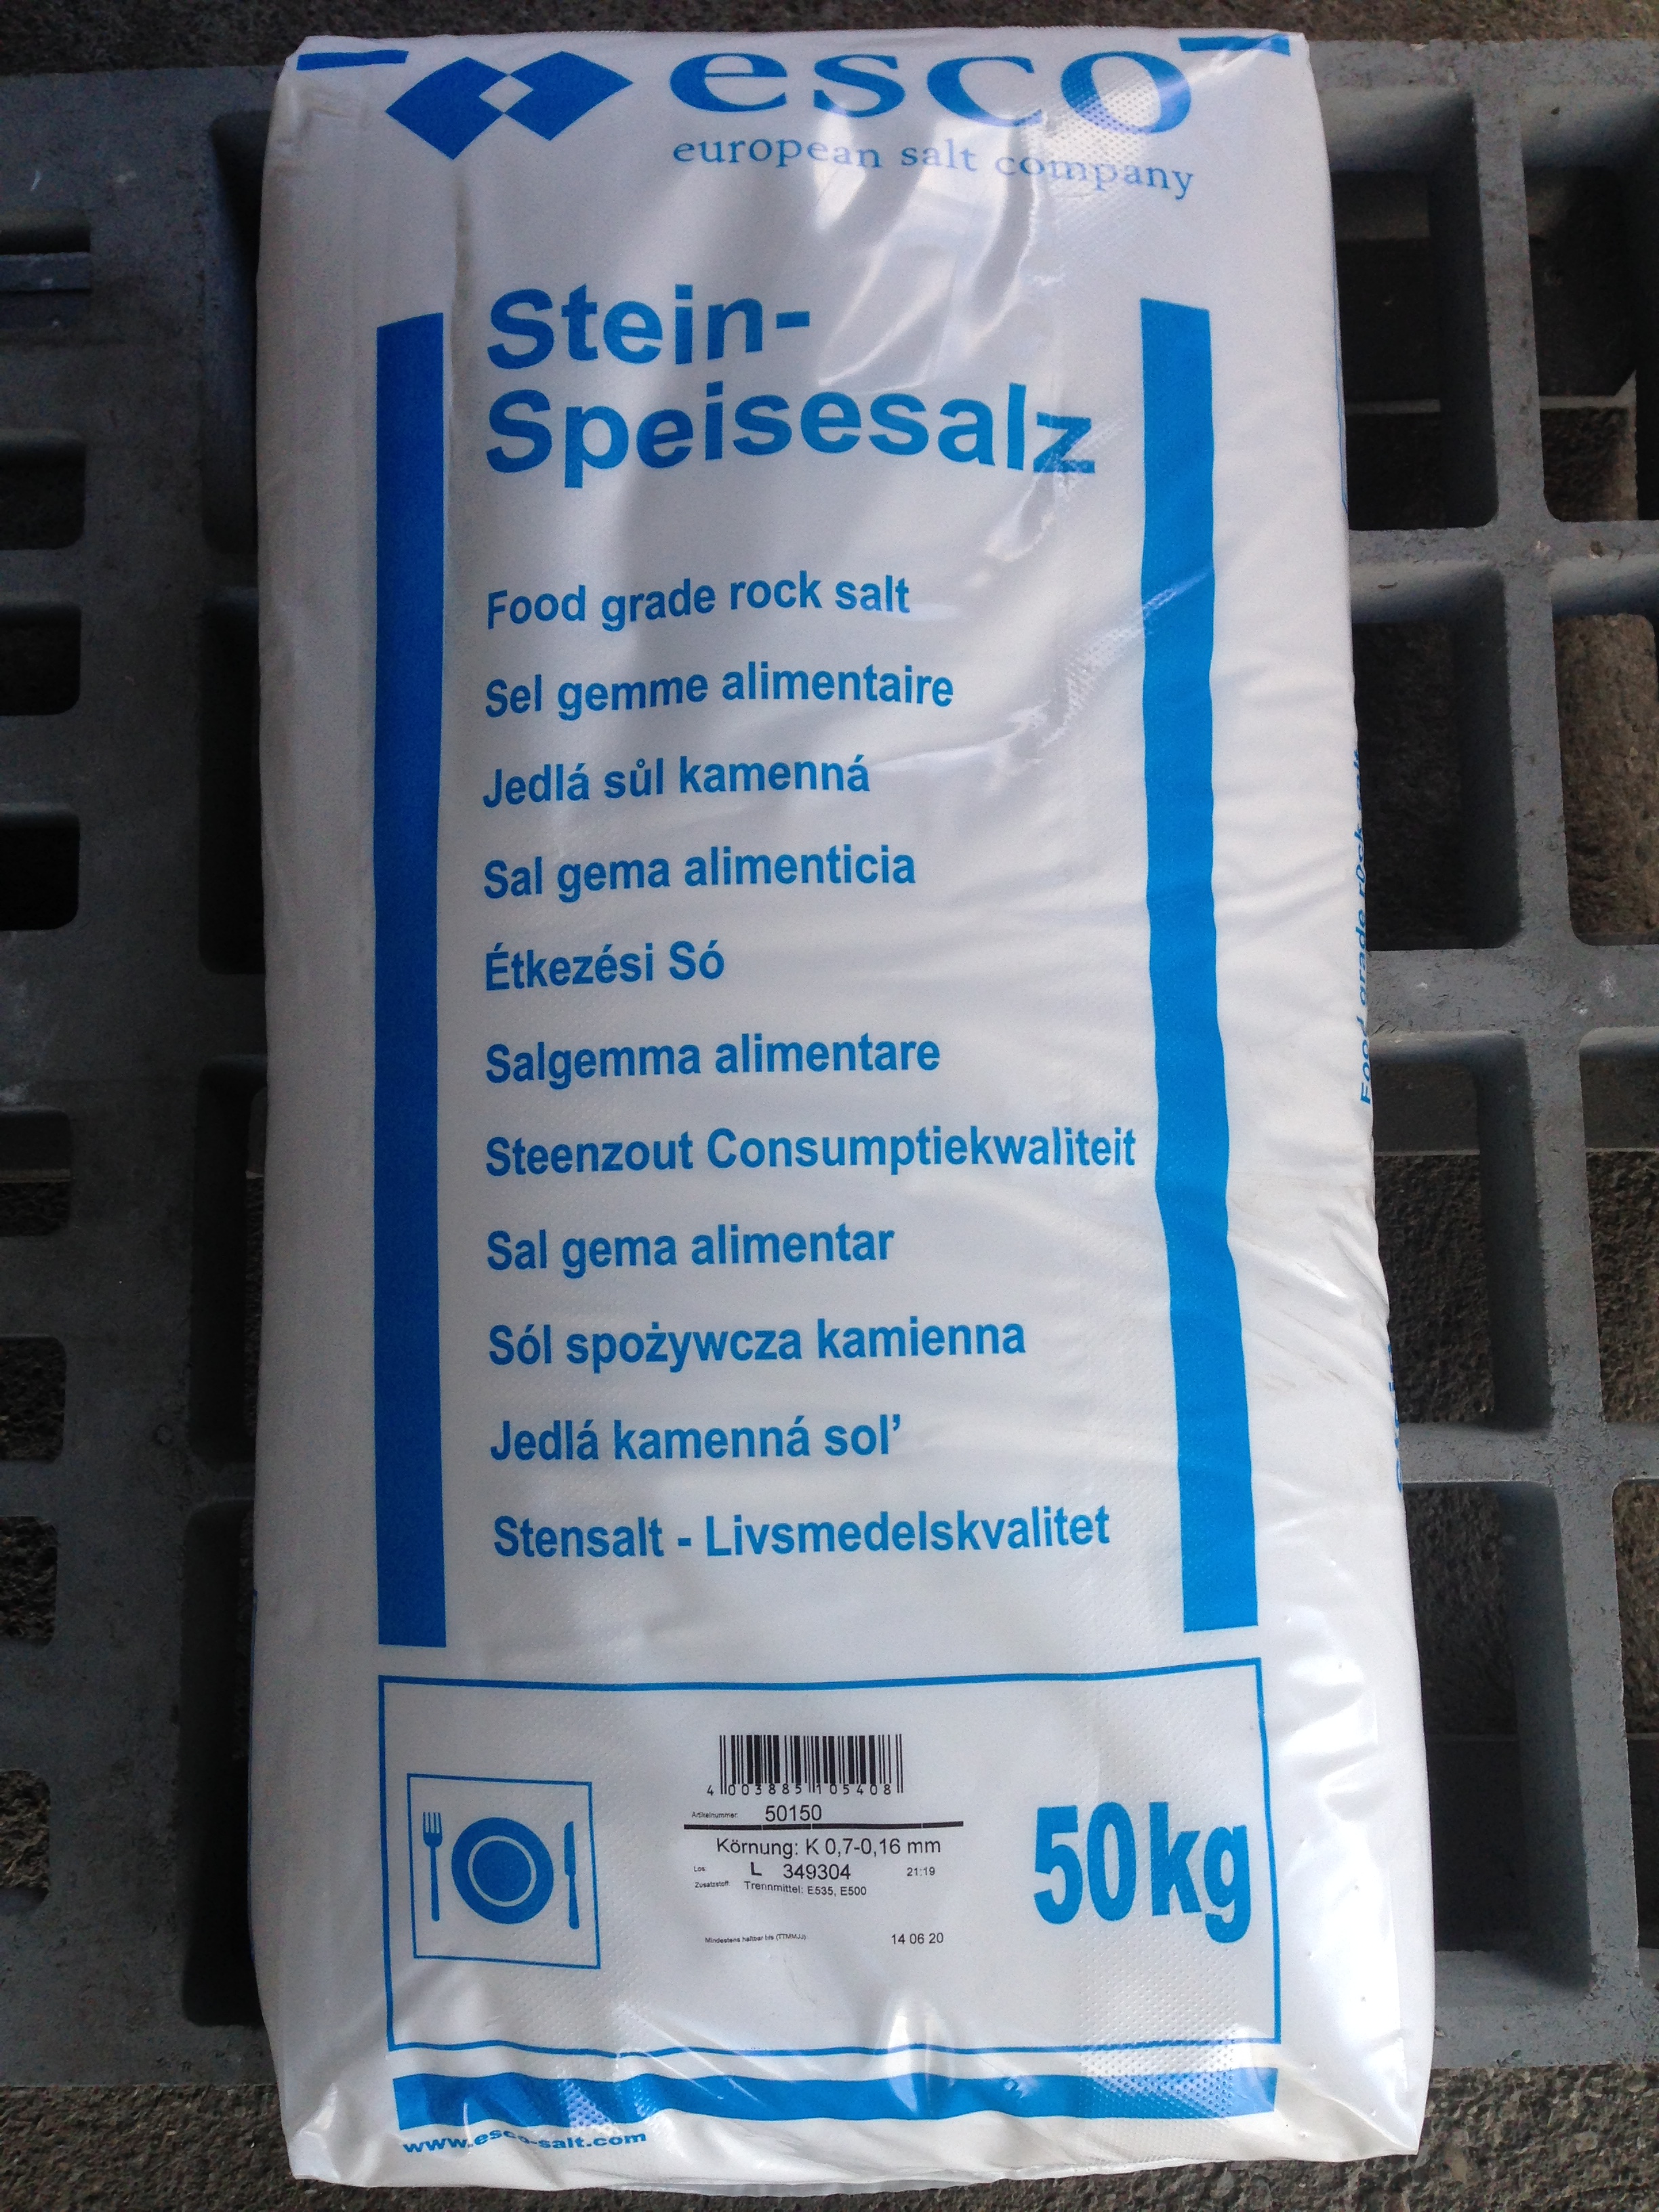 esco
european salt company
Stein-
Speisesalz
Food grade rock salt
Sel gemme alimentaire
Jedlá sůl kamenná
Sal gema alimenticia
Étkezési Só
Salgemma alimentare
Steenzout Consumptiekwaliteit
Sal gema alimentar
Sól spożywcza kamienna
Jedlá kamenná sol’
Stensalt - Livsmedelskvalitet
4 003885 105408
Artikelnummer: 50150
Körnung: K 0,7-0,16 mm
Los: L 349304 21:19
Zusatzstoff: Trennmittel: E535, E500
Mindestens haltbar bis (TTMMJJ) 14 06 20
50 kg
www.esco-salt.com
Food grade rock salt